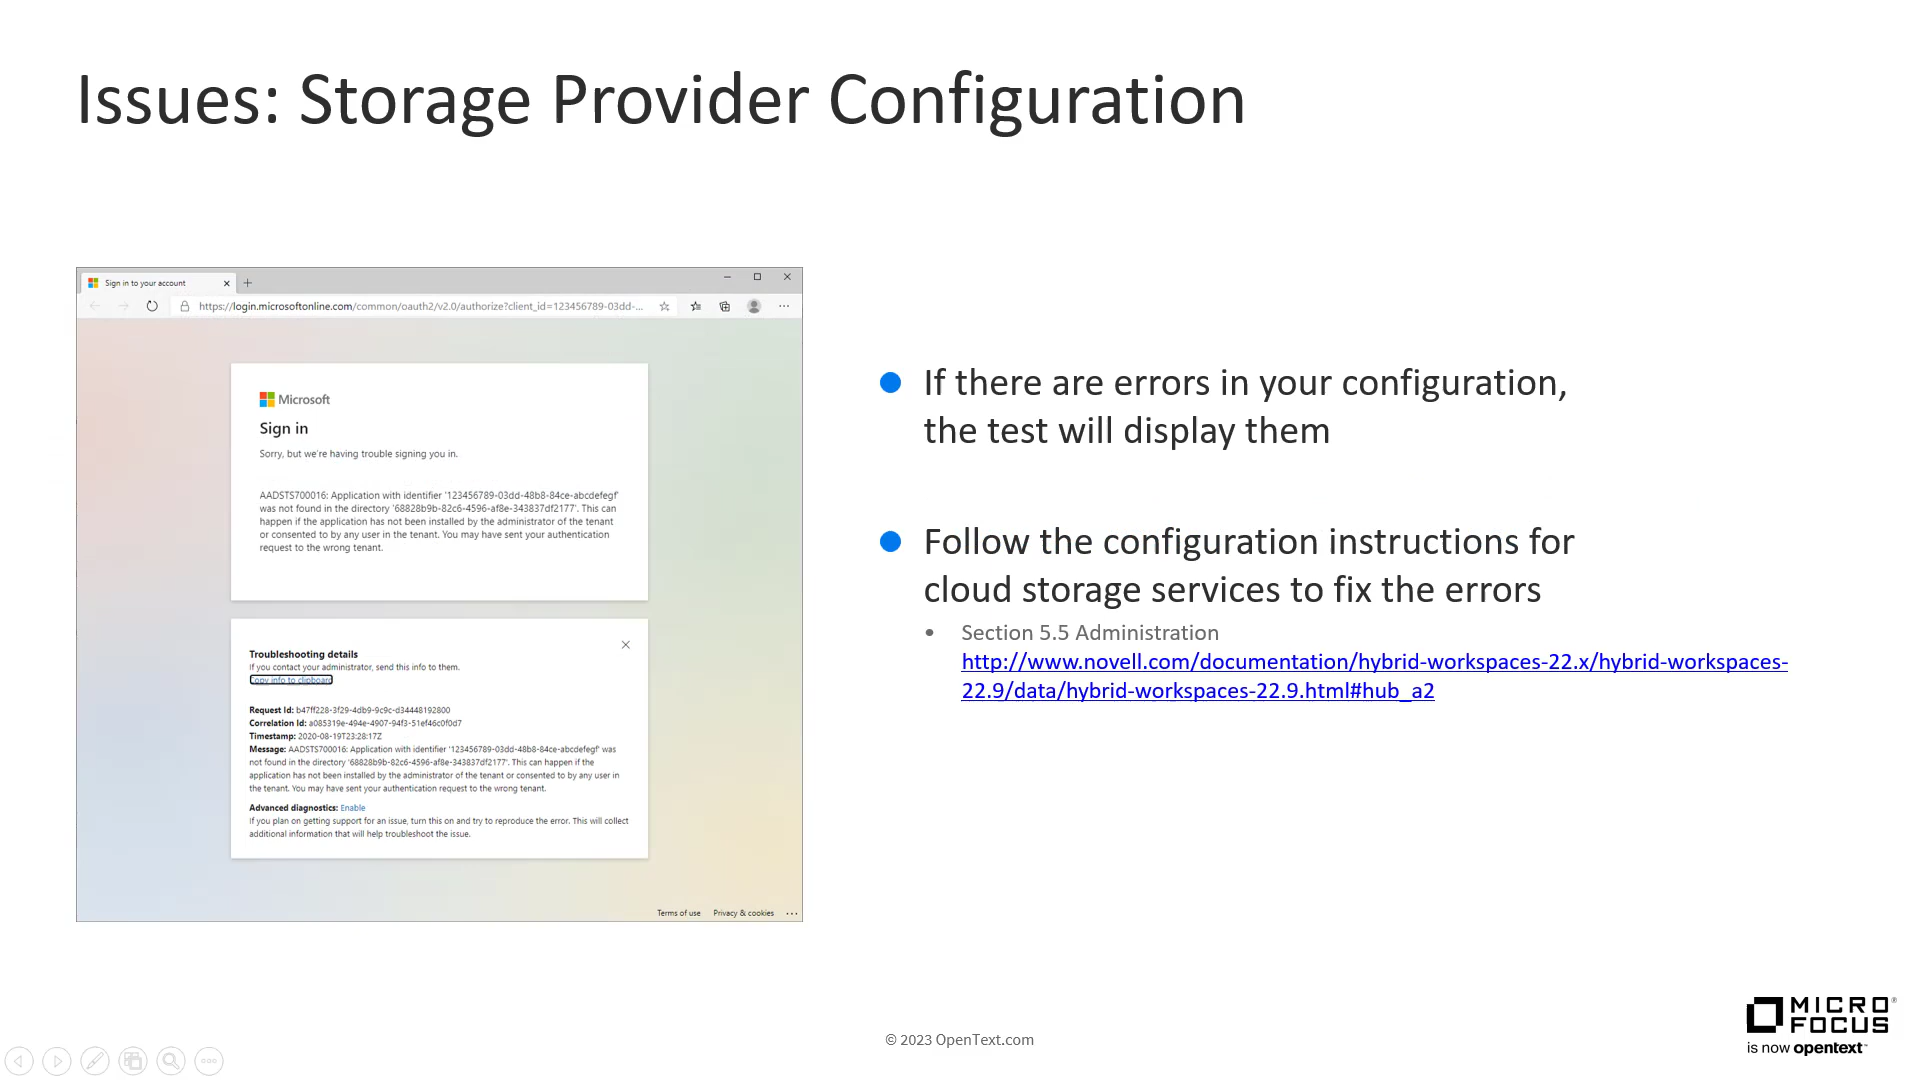 Issues: Storage Provider Configuration
Sign in to your account
https://login.microsoftonline.com/common/oauth2/v2.0/authorize?client_id=123456789-03dd-...
Microsoft
Sign in
Sorry, but we're having trouble signing you in.
AADSTS700016: Application with identifier '123456789-03dd-48b8-84ce-abcdefegf'
was not found in the directory '68828b9b-82c6-4596-af8e-343837df2177'. This can
happen if the application has not been installed by the administrator of the tenant
or consented to by any user in the tenant. You may have sent your authentication
request to the wrong tenant.
Troubleshooting details
If you contact your administrator, send this info to them.
Copy info to clipboard
Request Id: b47ff228-3f29-4db9-9c9c-d34448192800
Correlation Id: a085319e-494e-4907-94f3-51ef46c0f0d7
Timestamp: 2020-08-19T23:28:17Z
Message: AADSTS700016: Application with identifier '123456789-03dd-48b8-84ce-abcdefegf' was
not found in the directory '68828b9b-82c6-4596-af8e-343837df2177'. This can happen if the
application has not been installed by the administrator of the tenant or consented to by any user in
the tenant. You may have sent your authentication request to the wrong tenant.
Advanced diagnostics: Enable
If you plan on getting support for an issue, turn this on and try to reproduce the error. This will collect
additional information that will help troubleshoot the issue.
Terms of use Privacy & cookies ...
If there are errors in your configuration,
the test will display them
Follow the configuration instructions for
cloud storage services to fix the errors
Section 5.5 Administration
http://www.novell.com/documentation/hybrid-workspaces-22.x/hybrid-workspaces-
22.9/data/hybrid-workspaces-22.9.html#hub_a2
© 2023 OpenText.com
MICRO
FOCUS
is now opentext™